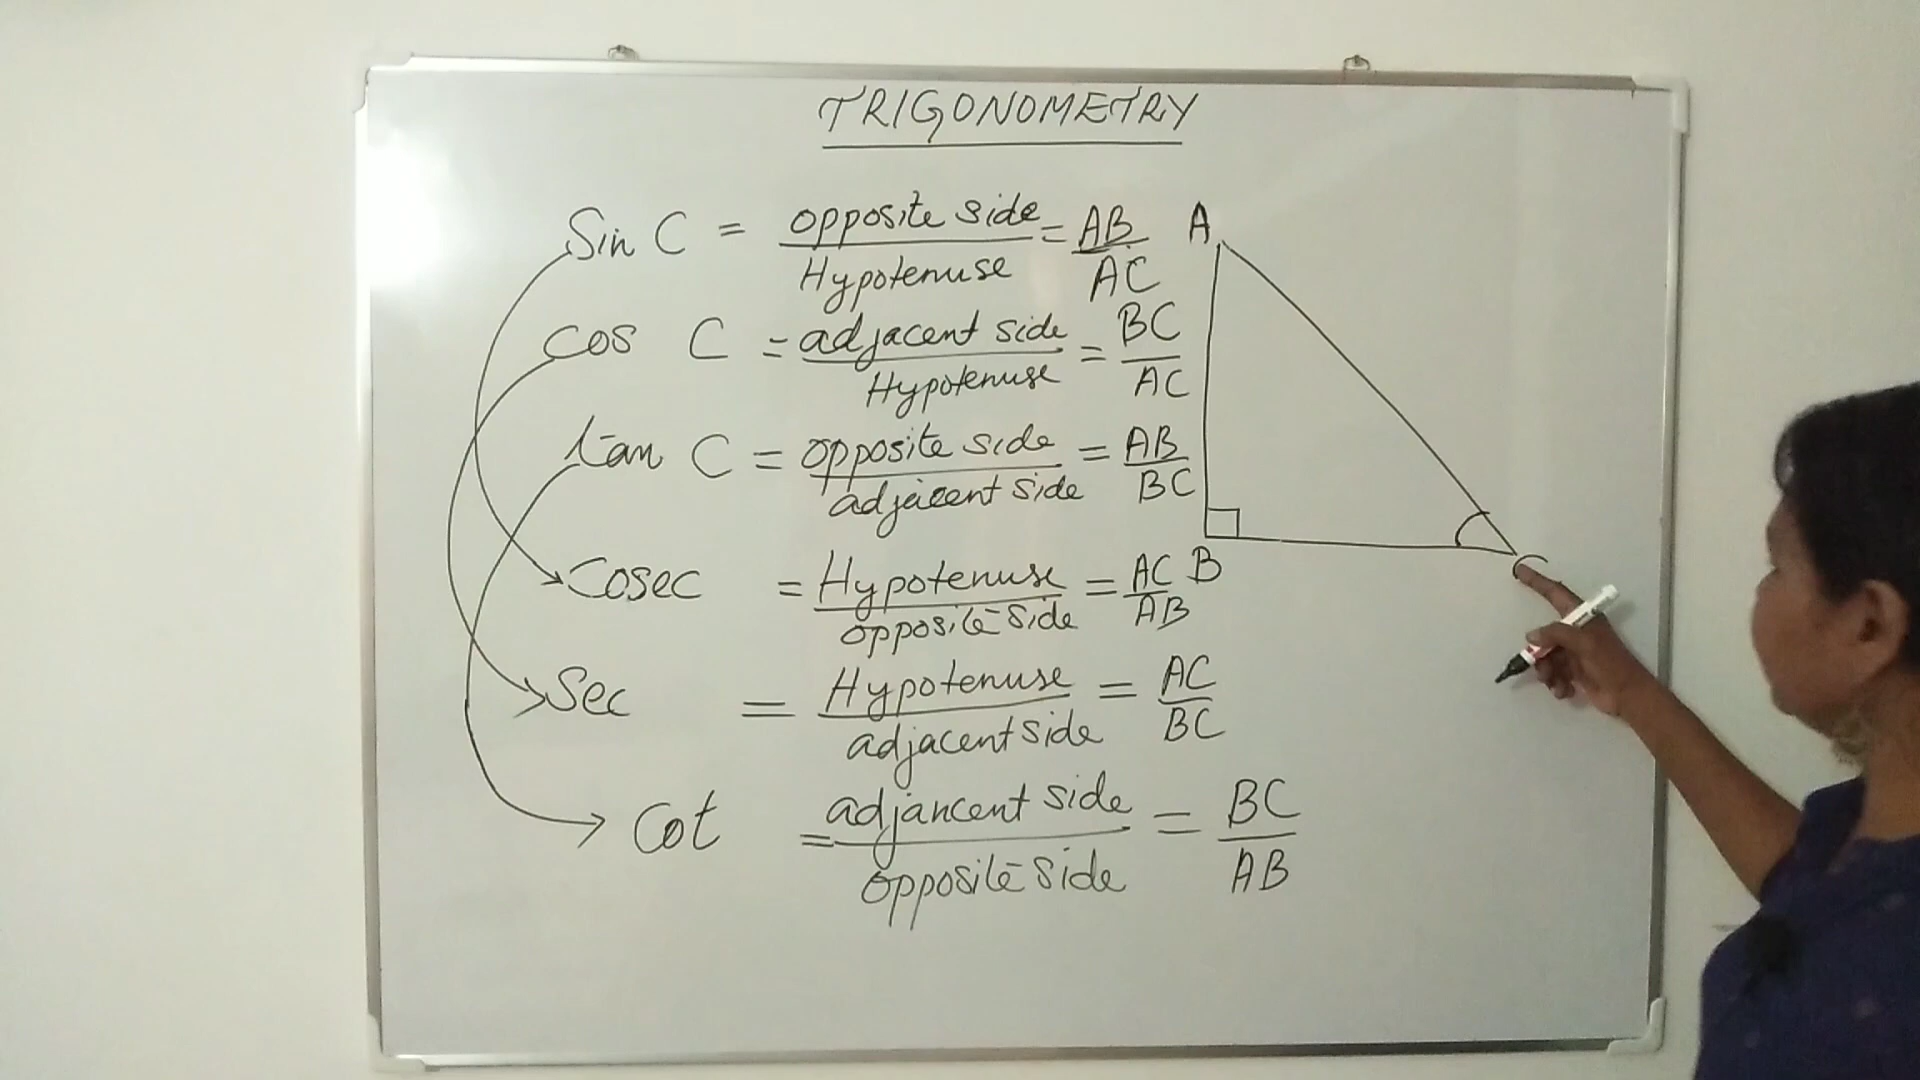 TRIGONOMETRY
Sin C = opposite side / Hypotenuse = AB / AC
Cos C = adjacent side / Hypotenuse = BC / AC
tan C = opposite side / adjacent side = AB / BC
Cosec = Hypotenuse / opposite side = AC / AB
Sec = Hypotenuse / adjacent side = AC / BC
Cot = adjancent side / opposite side = BC / AB
A
B
C